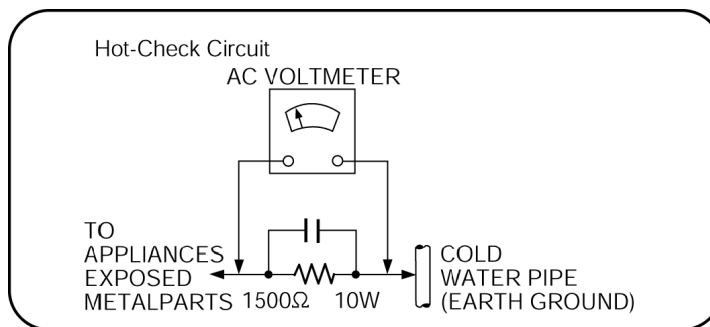 Hot-Check Circuit
AC VOLTMETER
TO
APPLIANCES
EXPOSED
METALPARTS
1500Ω
10W
COLD
WATER PIPE
(EARTH GROUND)